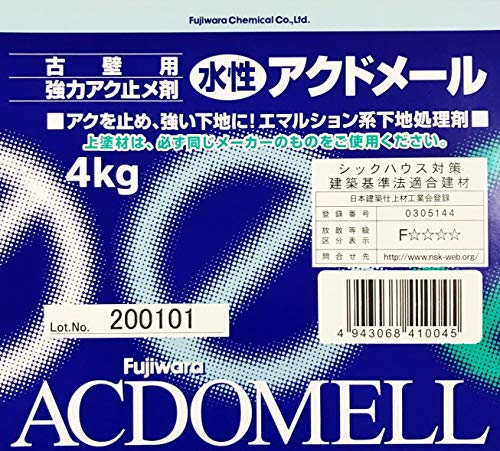 Fujiwara Chemical Co.,Ltd.
古壁用
強力アク止メ剤
水性 アクドメール
■アクを止め、強い下地に!エマルション系下地処理剤■
上塗材は、必ず同じメーカーのものをご使用ください。
4kg
シックハウス対策
建築基準法適合建材
日本建築仕上材工業会登録
登録番号 0305144
放散等級
区分表示 F☆☆☆☆
問合せ先 http://www.nsk-web.org/
Lot.No. 200101
4 943068 410045
Fujiwara
ACDOMELL